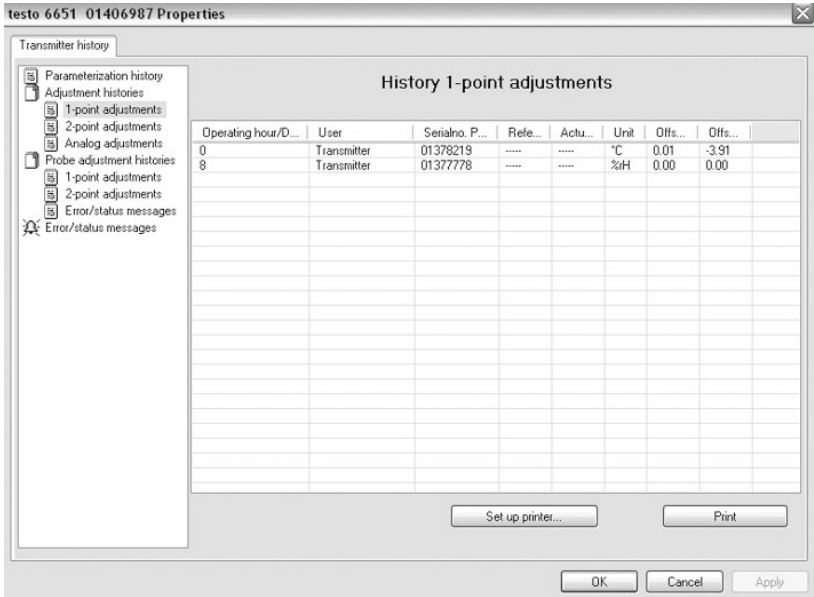 testo 6651 01406987 Properties
Transmitter history
Parameterization history
Adjustment histories
1-point adjustments
2-point adjustments
Analog adjustments
Probe adjustment histories
1-point adjustments
2-point adjustments
Error/status messages
Error/status messages
History 1-point adjustments
Operating hour/D... User Serialno. P... Refe... Actu... Unit Offs... Offs...
0 Transmitter 01378219 ----- ----- °C 0.01 -3.91
8 Transmitter 01377778 ----- ----- %rH 0.00 0.00
Set up printer... Print
OK Cancel Apply